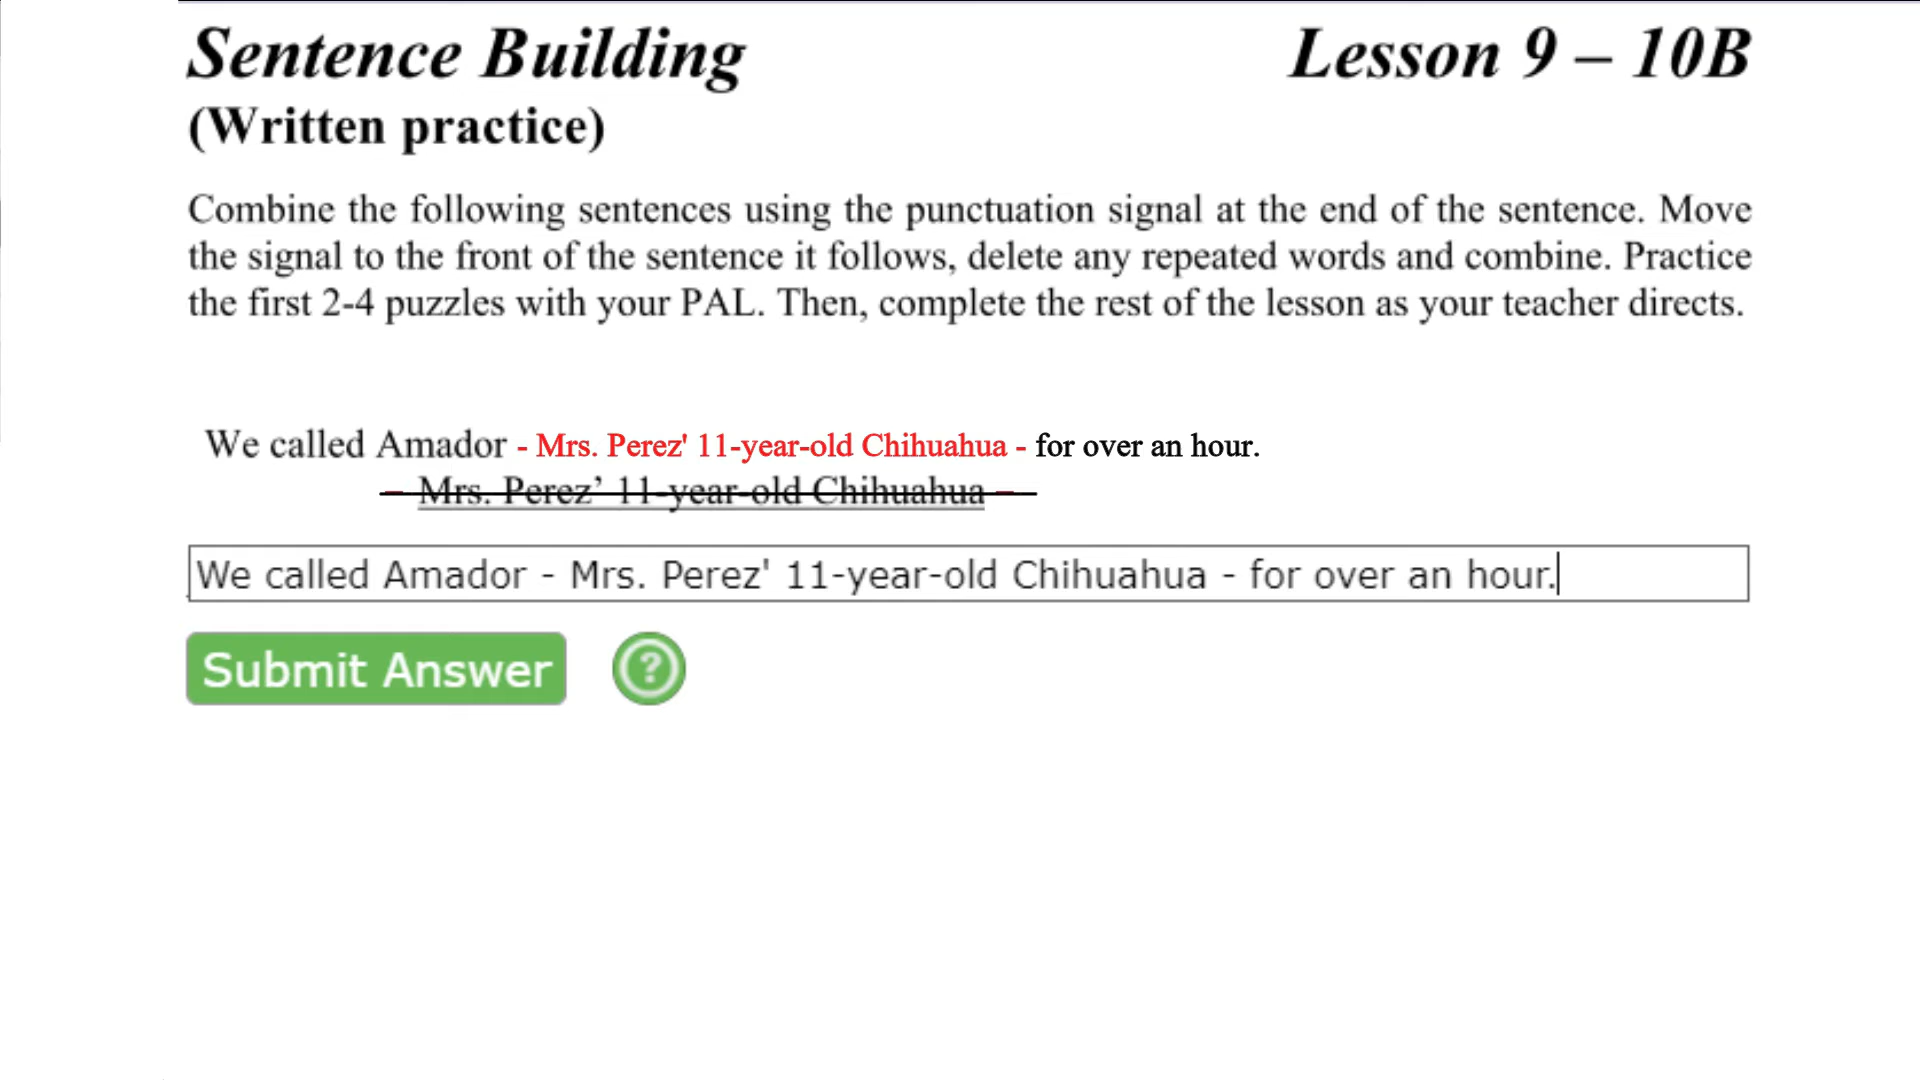 Sentence Building Lesson 9 – 10B
(Written practice)
Combine the following sentences using the punctuation signal at the end of the sentence. Move
the signal to the front of the sentence it follows, delete any repeated words and combine. Practice
the first 2-4 puzzles with your PAL. Then, complete the rest of the lesson as your teacher directs.
We called Amador - Mrs. Perez' 11-year-old Chihuahua - for over an hour.
– Mrs. Perez’ 11-year-old Chihuahua –
We called Amador - Mrs. Perez' 11-year-old Chihuahua - for over an hour.
Submit Answer ?